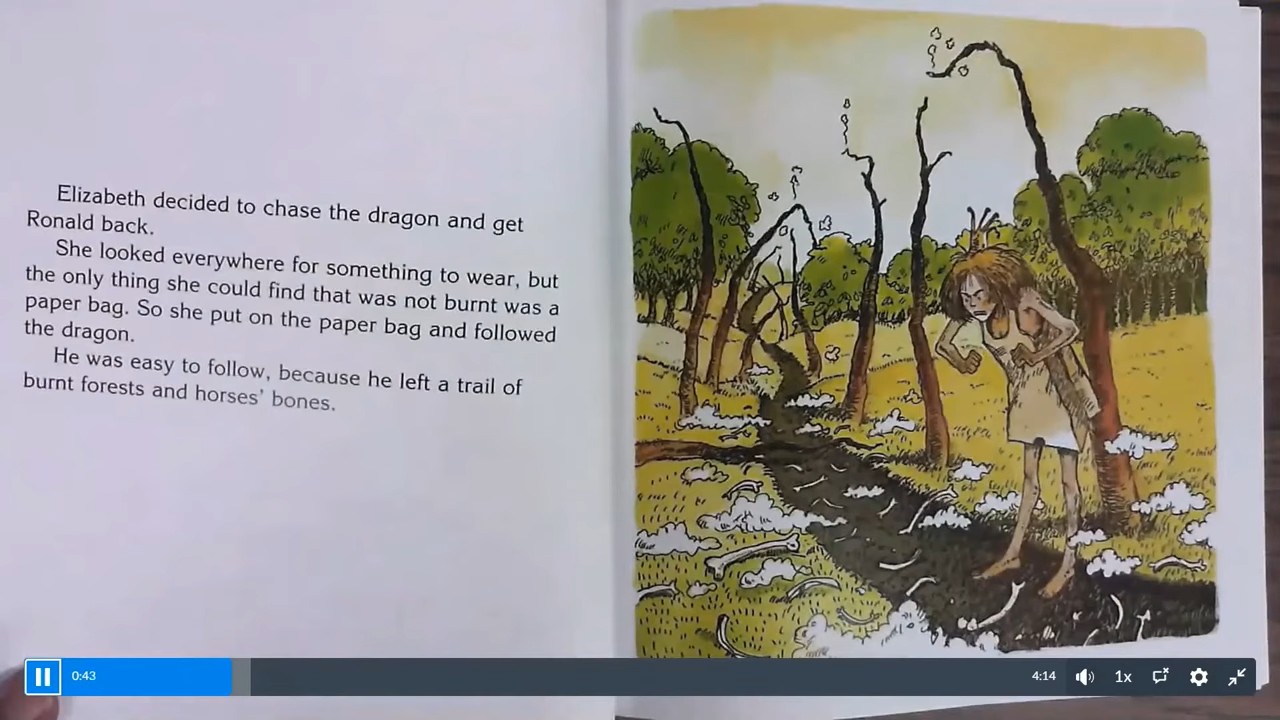 Elizabeth decided to chase the dragon and get
Ronald back.
She looked everywhere for something to wear, but
the only thing she could find that was not burnt was a
paper bag. So she put on the paper bag and followed
the dragon.
He was easy to follow, because he left a trail of
burnt forests and horses' bones.
0:43
4:14
1x